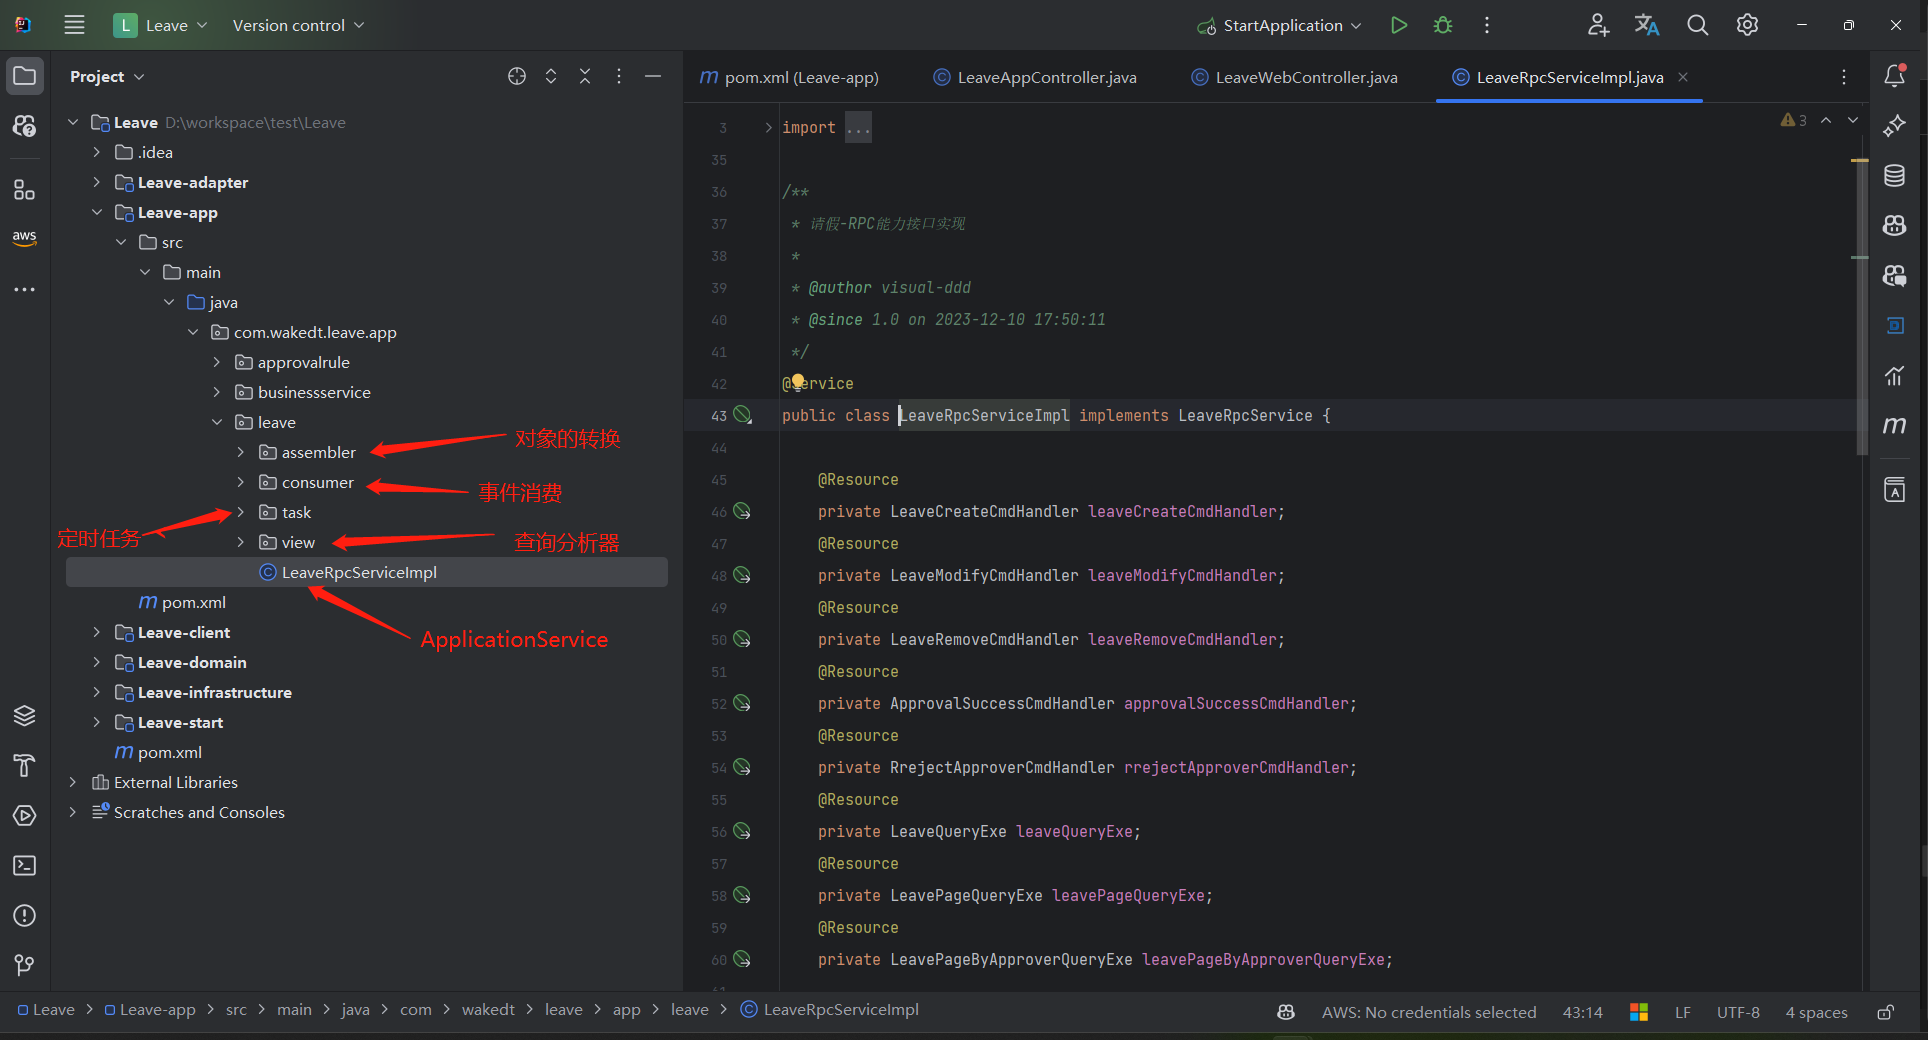 L Leave Version control StartApplication
Project
pom.xml (Leave-app) LeaveAppController.java LeaveWebController.java LeaveRpcServiceImpl.java
Leave D:\workspace\test\Leave
.idea
Leave-adapter
Leave-app
src
main
java
com.wakedt.leave.app
approvalrule
businessservice
leave
assembler
对象的转换
consumer
事件消费
task
定时任务
view
查询分析器
LeaveRpcServiceImpl
pom.xml
ApplicationService
Leave-client
Leave-domain
Leave-infrastructure
Leave-start
pom.xml
External Libraries
Scratches and Consoles
aws
3
3 import ...
35
36 /**
37 * 请假-RPC能力接口实现
38 *
39 * @author visual-ddd
40 * @since 1.0 on 2023-12-10 17:50:11
41 */
42 @Service
43 public class LeaveRpcServiceImpl implements LeaveRpcService {
44
45 @Resource
46 private LeaveCreateCmdHandler leaveCreateCmdHandler;
47 @Resource
48 private LeaveModifyCmdHandler leaveModifyCmdHandler;
49 @Resource
50 private LeaveRemoveCmdHandler leaveRemoveCmdHandler;
51 @Resource
52 private ApprovalSuccessCmdHandler approvalSuccessCmdHandler;
53 @Resource
54 private RrejectApproverCmdHandler rrejectApproverCmdHandler;
55 @Resource
56 private LeaveQueryExe leaveQueryExe;
57 @Resource
58 private LeavePageQueryExe leavePageQueryExe;
59 @Resource
60 private LeavePageByApproverQueryExe leavePageByApproverQueryExe;
Leave > Leave-app > src > main > java > com > wakedt > leave > app > leave > LeaveRpcServiceImpl
AWS: No credentials selected 43:14 LF UTF-8 4 spaces